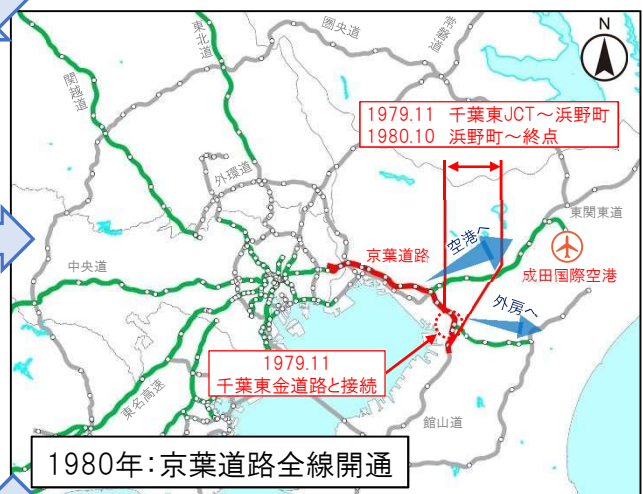 圏央道
常磐道
東北道
関越道
N
1979.11 千葉東JCT～浜野町
1980.10 浜野町～終点
外環道
東関東道
空港へ
京葉道路
中央道
成田国際空港
外房へ
1979.11
千葉東金道路と接続
東名高速
館山道
1980年：京葉道路全線開通